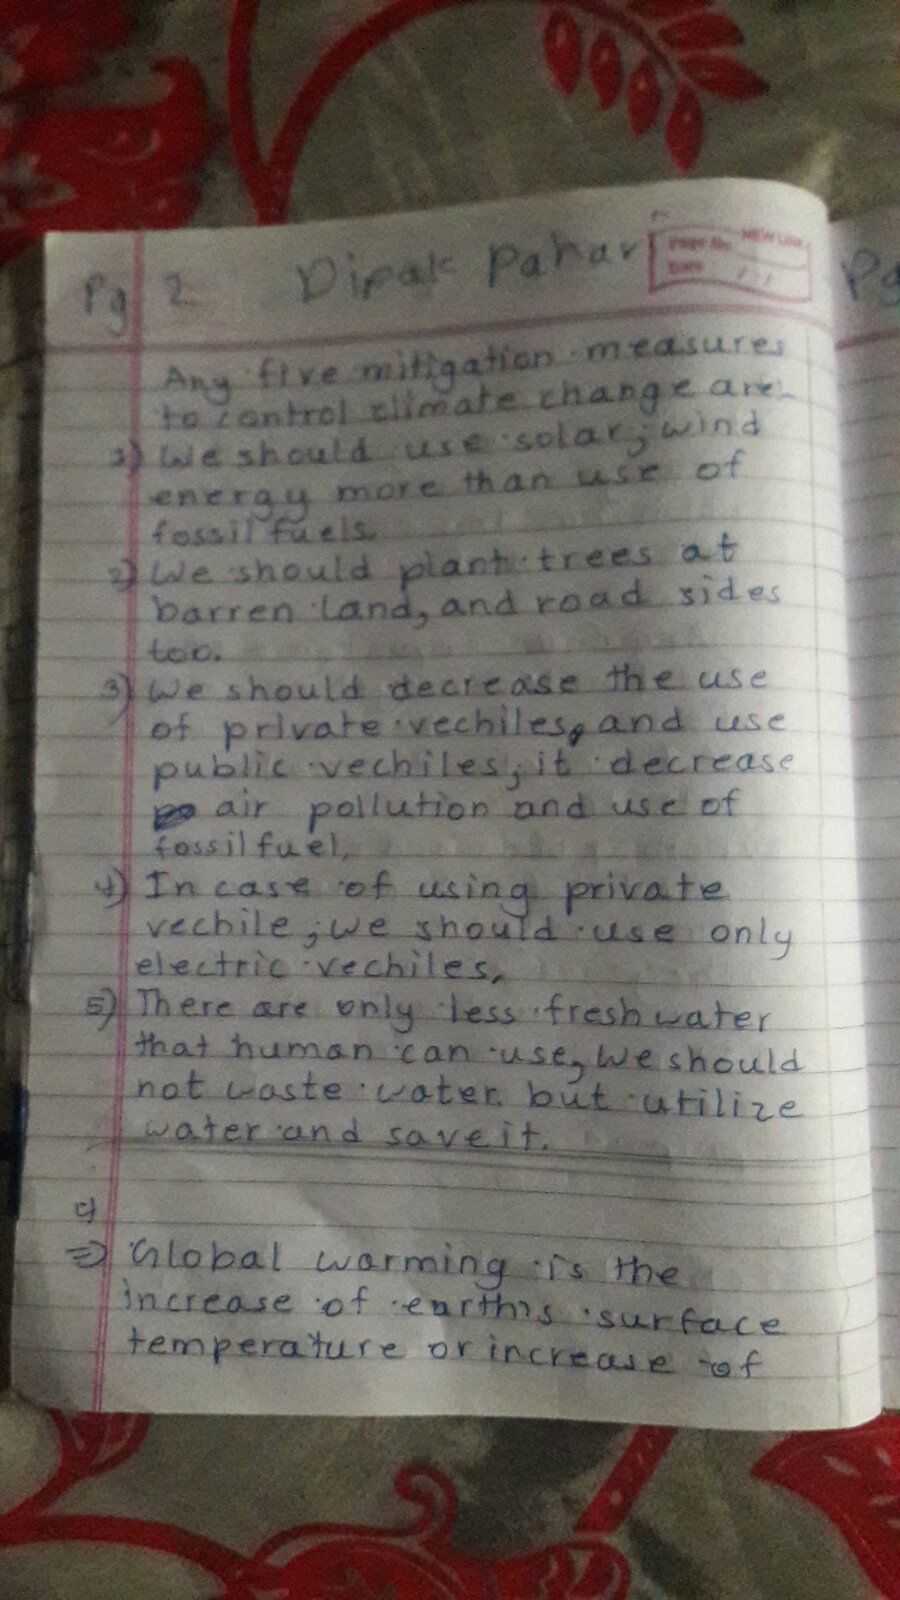 Pg 2 Dipak Pahari
Page No.
NEW LINK
Date / /
Pg
Any five mitigation measures
to control climate change are:-
1) We should use solar, wind
energy more than use of
fossil fuels.
2) We should plant trees at
barren land, and road sides
too.
3) We should decrease the use
of private vechiles, and use
public vechiles, it decrease
air pollution and use of
fossil fuel.
4) In case of using private
vechile, we should use only
electric vechiles.
5) There are only less fresh water
that human can use, we should
not waste water. but utilize
water and save it.
=) Global warming is the
increase of earth's surface
temperature or increase of